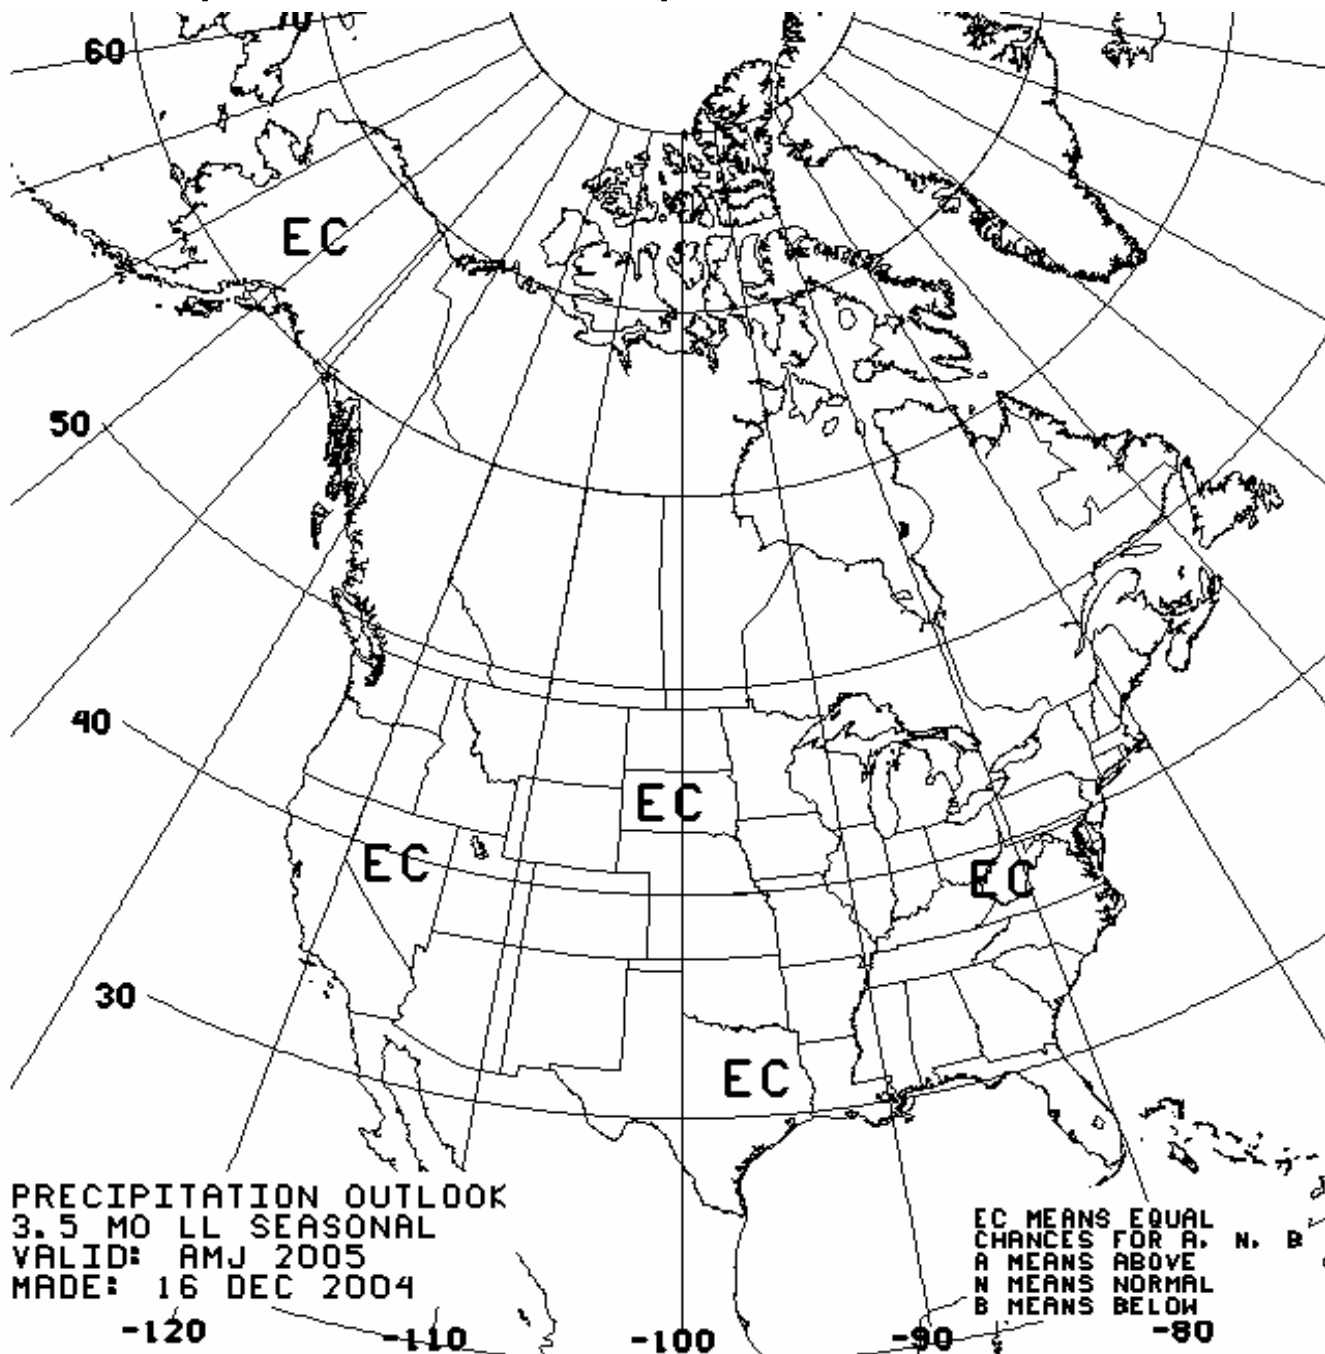 70
60
EC
50
40
EC
EC
EC
30
EC
PRECIPITATION OUTLOOK
3.5 MO LL SEASONAL
VALID: AMJ 2005
MADE: 16 DEC 2004
EC MEANS EQUAL
CHANCES FOR A, N, B
A MEANS ABOVE
N MEANS NORMAL
B MEANS BELOW
-120
-110
-100
-90
-80